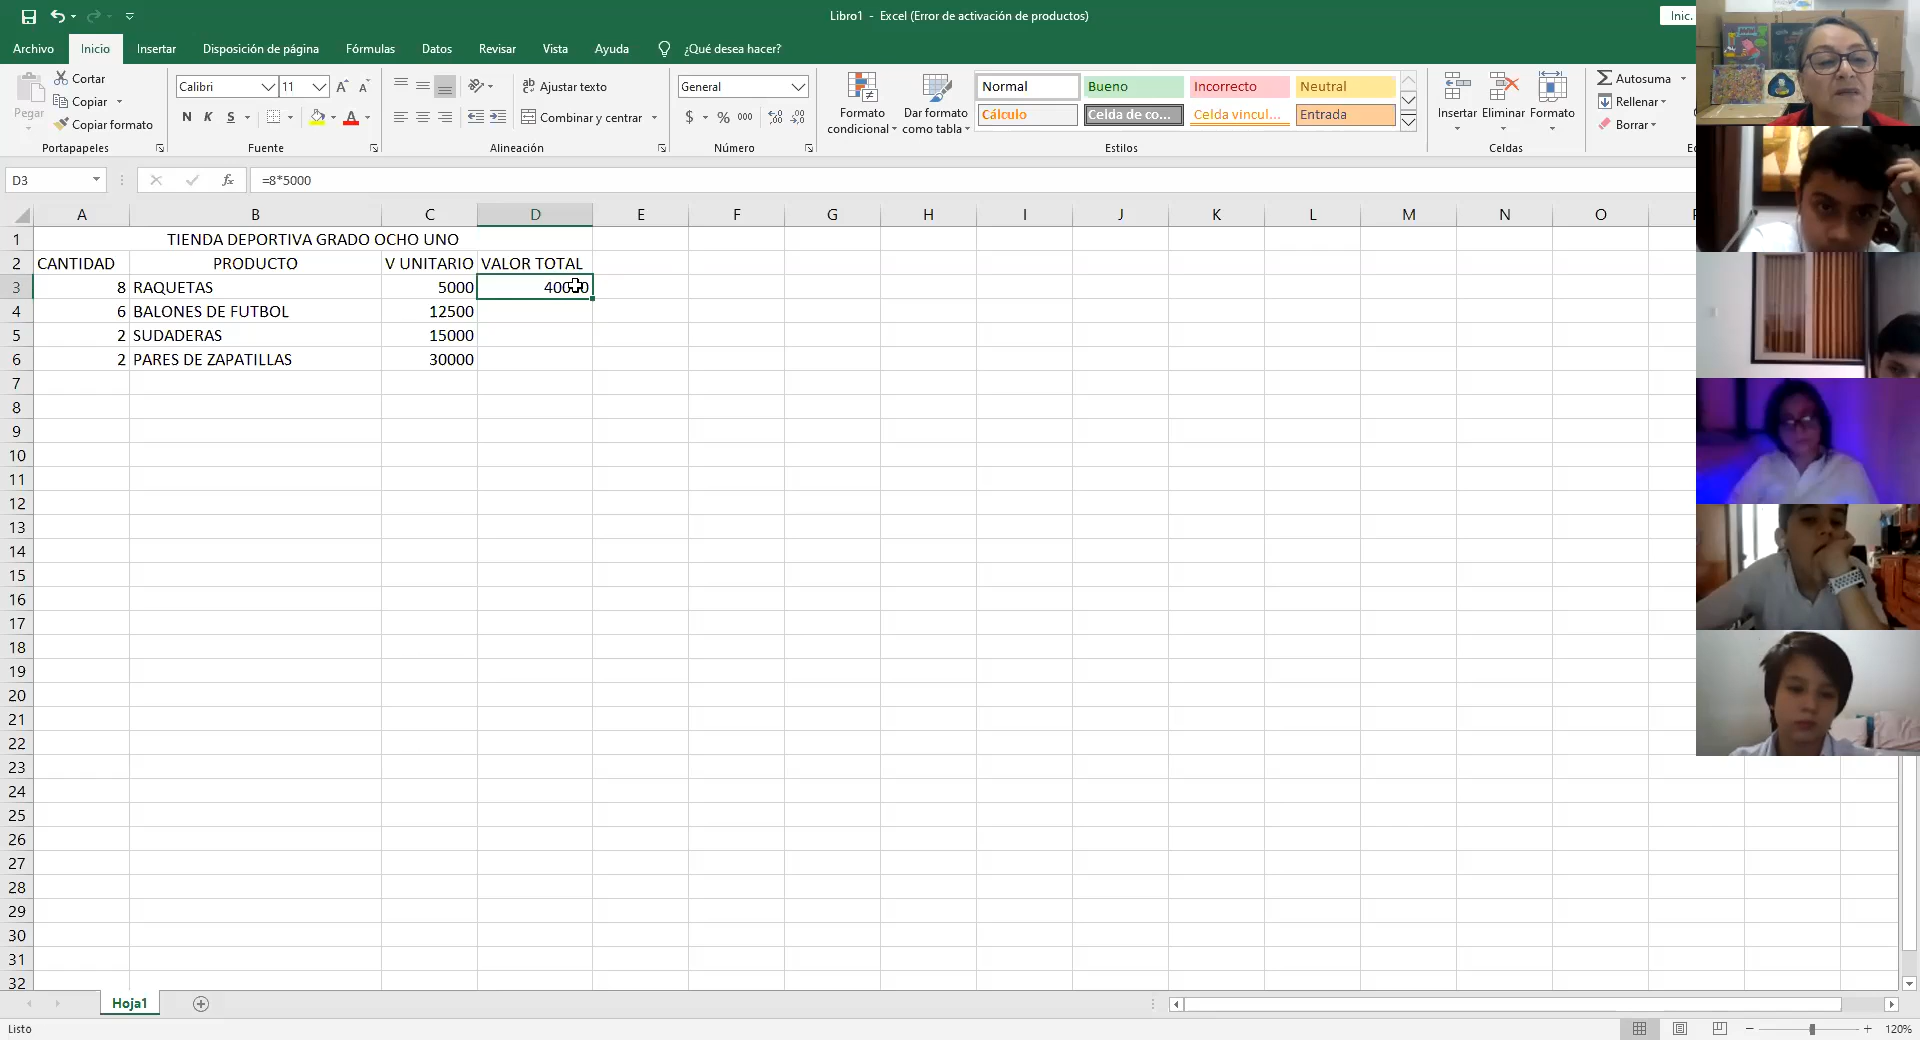 Libro1 - Excel (Error de activación de productos)
Inic.
Archivo Inicio Insertar Disposición de página Fórmulas Datos Revisar Vista Ayuda ¿Qué desea hacer?
Pegar
Cortar
Copiar
Copiar formato
Portapapeles
Calibri 11
N K S
Fuente
Ajustar texto
Combinar y centrar
Alineación
General
$ % 000
Número
Formato condicional
Dar formato como tabla
Normal Bueno Incorrecto Neutral
Cálculo Celda de co... Celda vincul... Entrada
Estilos
Insertar Eliminar Formato
Celdas
Autosuma
Rellenar
Borrar
D3 fx =8*5000
A B C D E F G H I J K L M N O
1 TIENDA DEPORTIVA GRADO OCHO UNO
2 CANTIDAD PRODUCTO V UNITARIO VALOR TOTAL
3 8 RAQUETAS 5000 40000
4 6 BALONES DE FUTBOL 12500
5 2 SUDADERAS 15000
6 2 PARES DE ZAPATILLAS 30000
7
8
9
10
11
12
13
14
15
16
17
18
19
20
21
22
23
24
25
26
27
28
29
30
31
32
Hoja1
Listo
120%